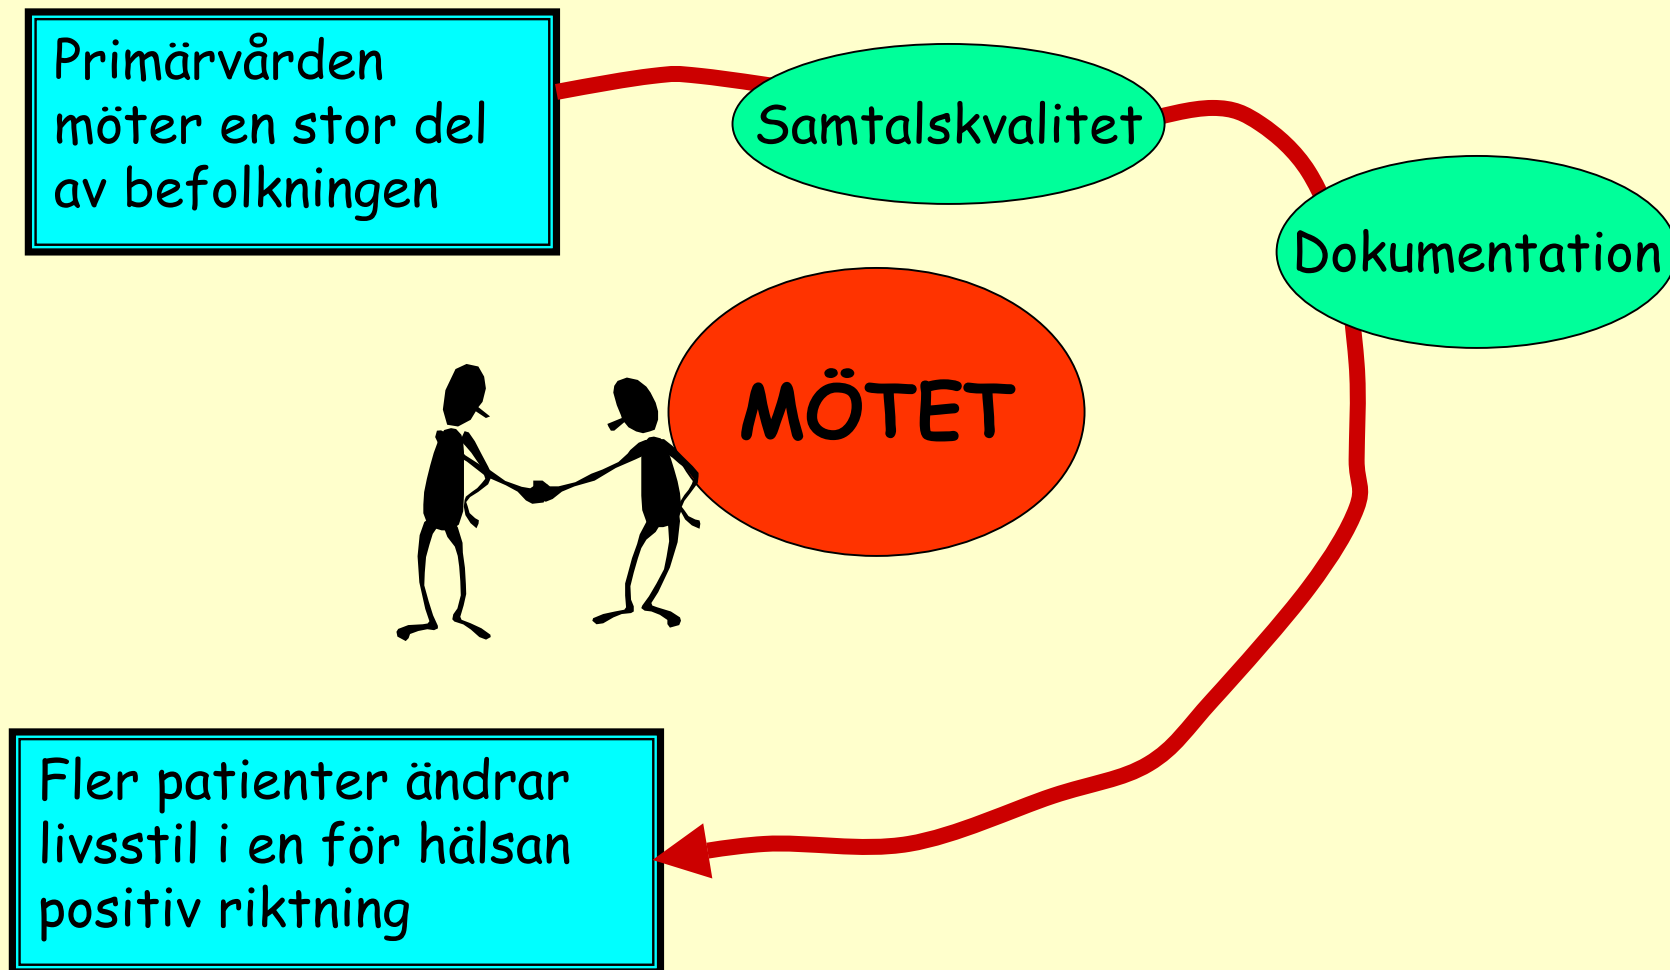 Primärvården
möter en stor del
av befolkningen
Samtalskvalitet
Dokumentation
MÖTET
Fler patienter ändrar
livsstil i en för hälsan
positiv riktning